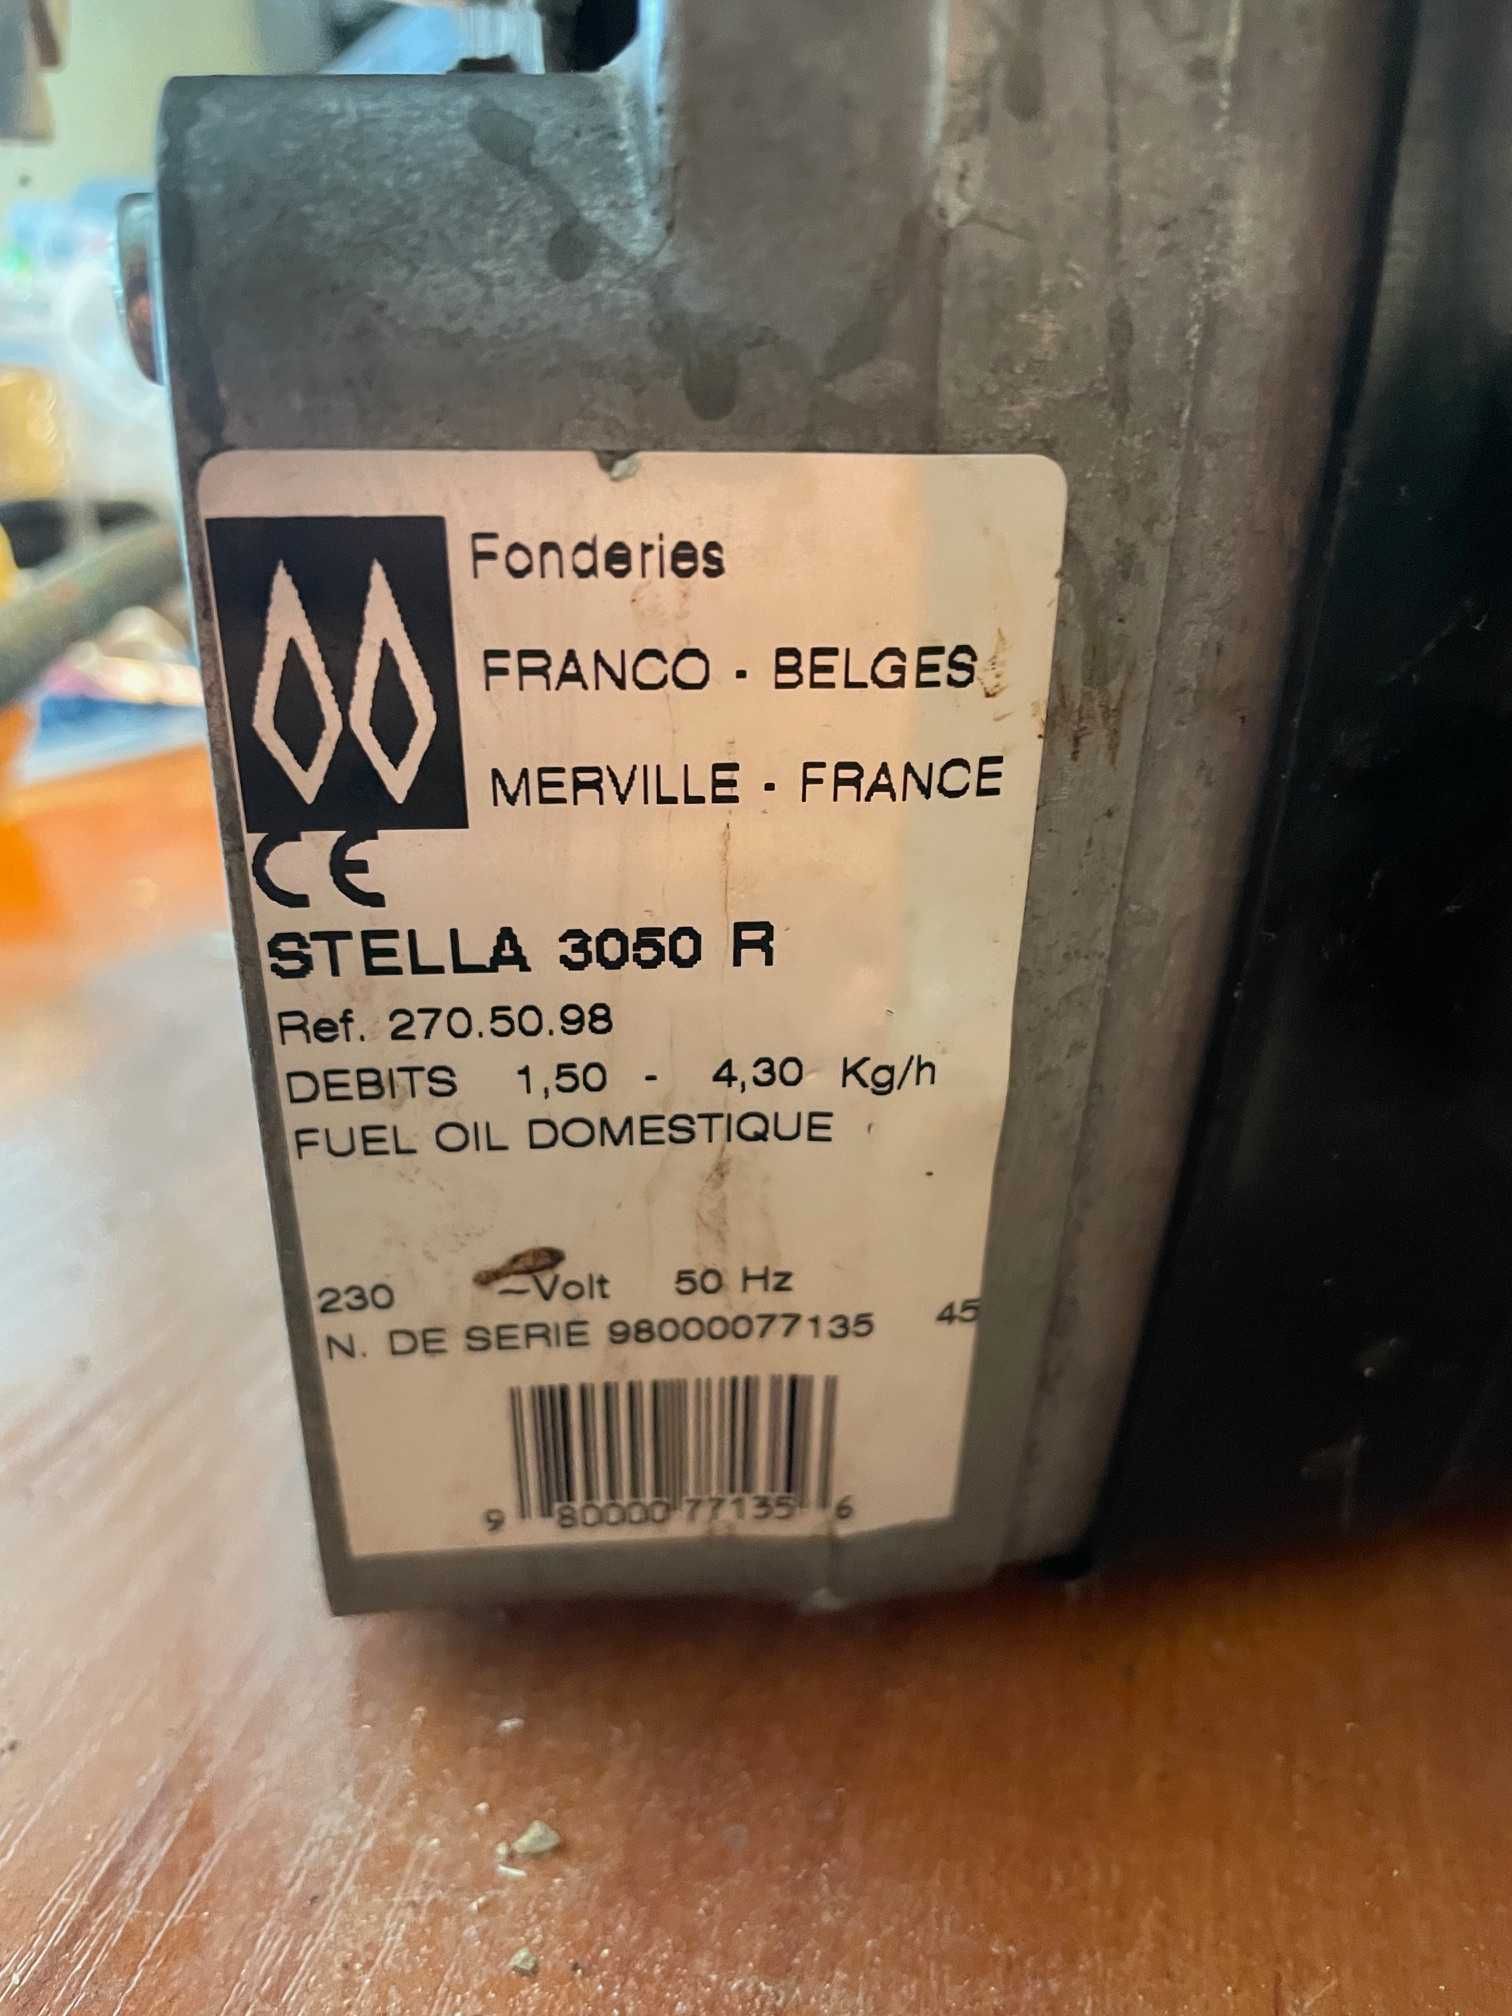 Fonderies
FRANCO - BELGES
MERVILLE - FRANCE
CE
STELLA 3050 R
Ref. 270.50.98
DEBITS 1,50 - 4,30 Kg/h
FUEL OIL DOMESTIQUE
230 ~Volt 50 Hz
N. DE SERIE 98000077135 45
9 800007 77135 6